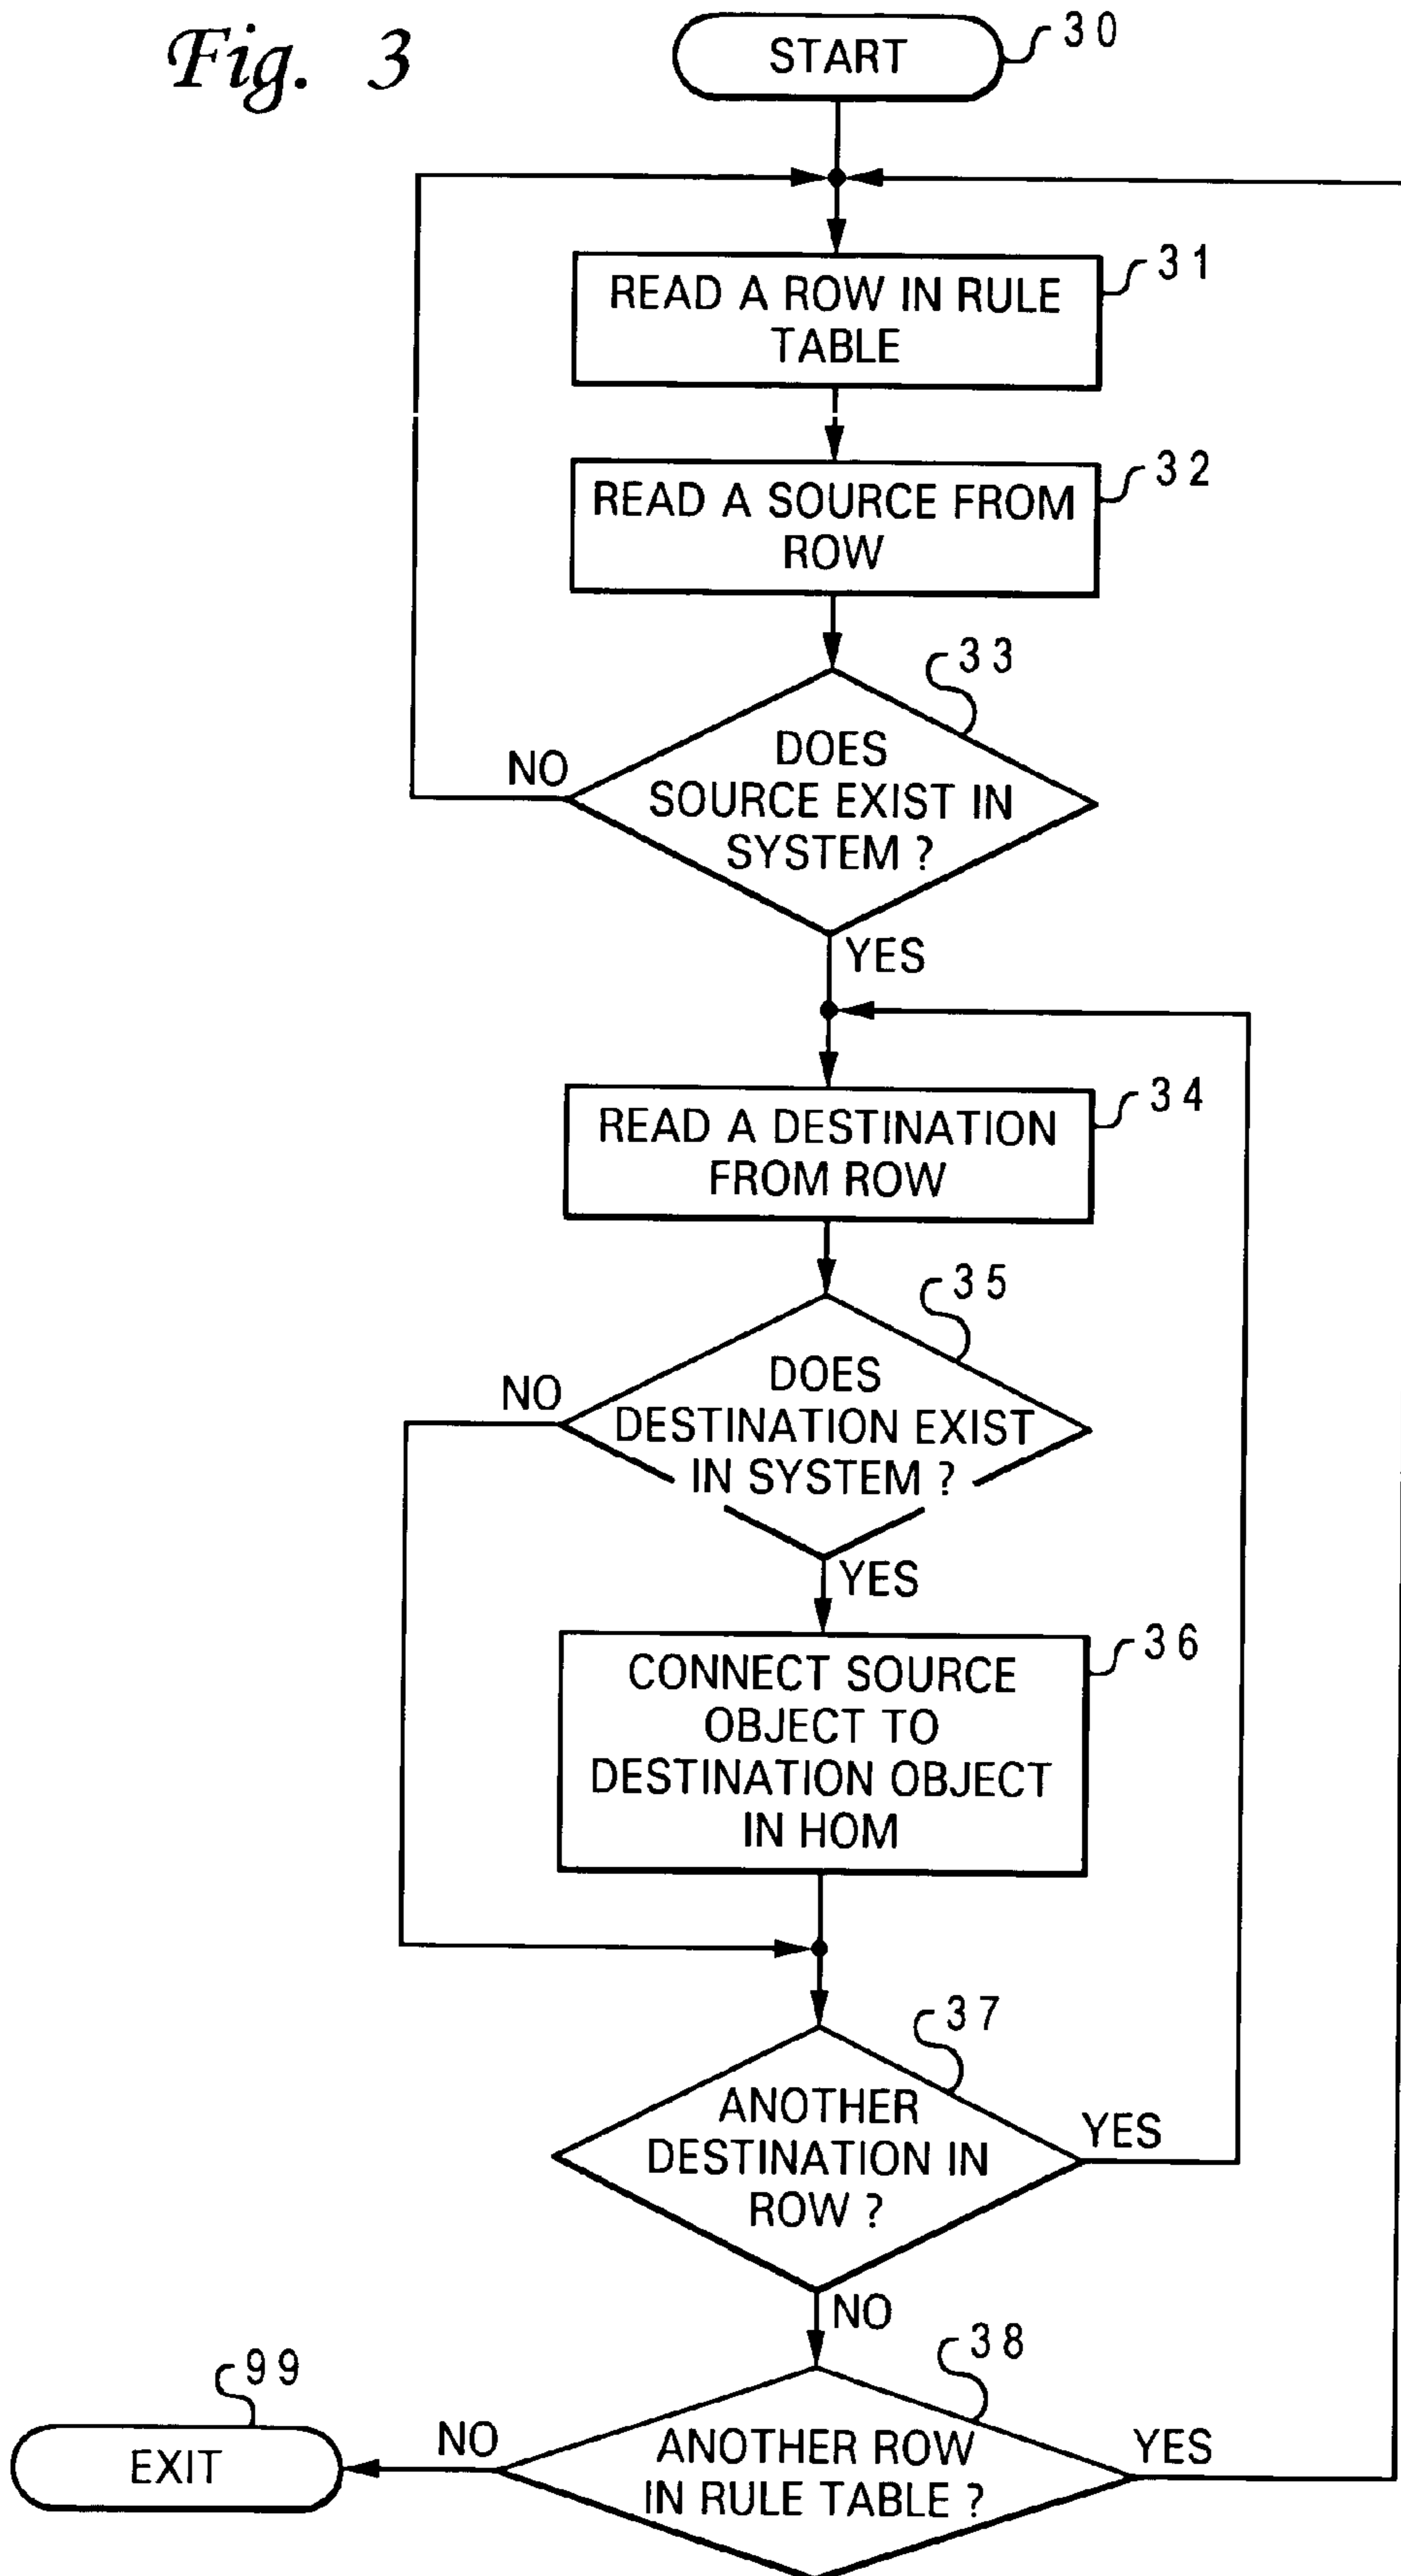 Fig. 3
START
30
READ A ROW IN RULE
TABLE
31
READ A SOURCE FROM
ROW
32
33
DOES
SOURCE EXIST IN
SYSTEM ?
NO
YES
READ A DESTINATION
FROM ROW
34
35
DOES
DESTINATION EXIST
IN SYSTEM ?
NO
YES
CONNECT SOURCE
OBJECT TO
DESTINATION OBJECT
IN HOM
36
37
ANOTHER
DESTINATION IN
ROW ?
YES
NO
38
ANOTHER ROW
IN RULE TABLE ?
YES
NO
99
EXIT